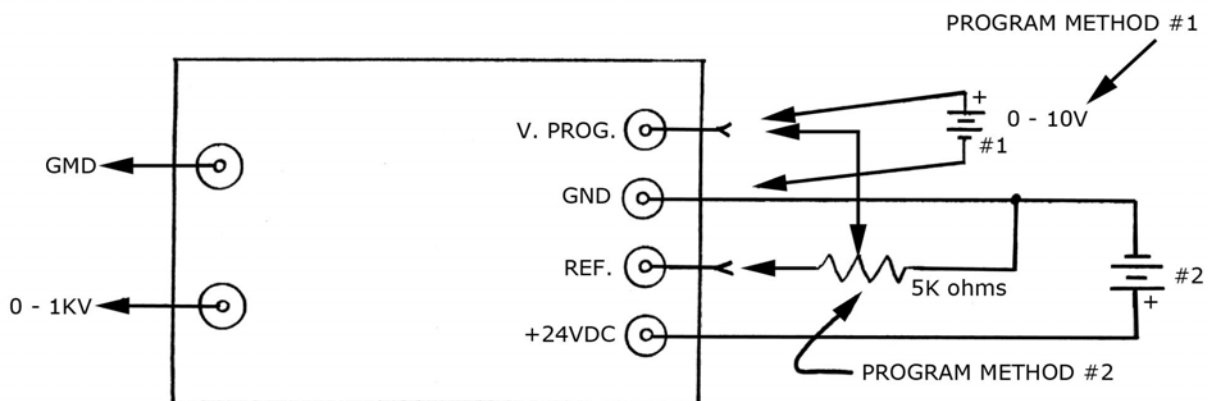 PROGRAM METHOD #1
V. PROG.
+
0 - 10V
#1
GMD
GND
REF.
5K ohms
#2
+
0 - 1KV
+24VDC
PROGRAM METHOD #2